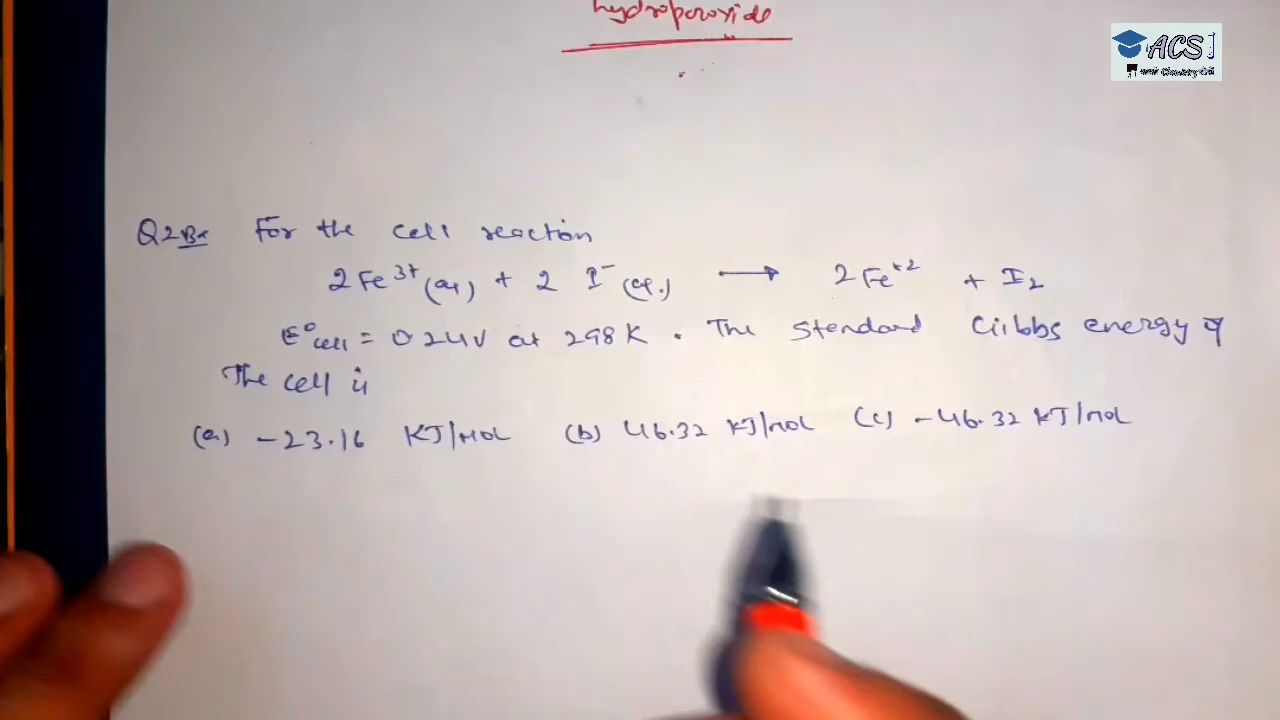 hydroperoxide
ACS
Q28: For the cell reaction
2Fe³⁺(aq) + 2 I⁻(aq.) ⟶ 2Fe⁺² + I₂
E°cell = 0.24V at 298 K. The Standard Gibbs energy of
The cell is
(a) -23.16 KJ/MOL (b) 46.32 KJ/mol (c) -46.32 KJ/mol